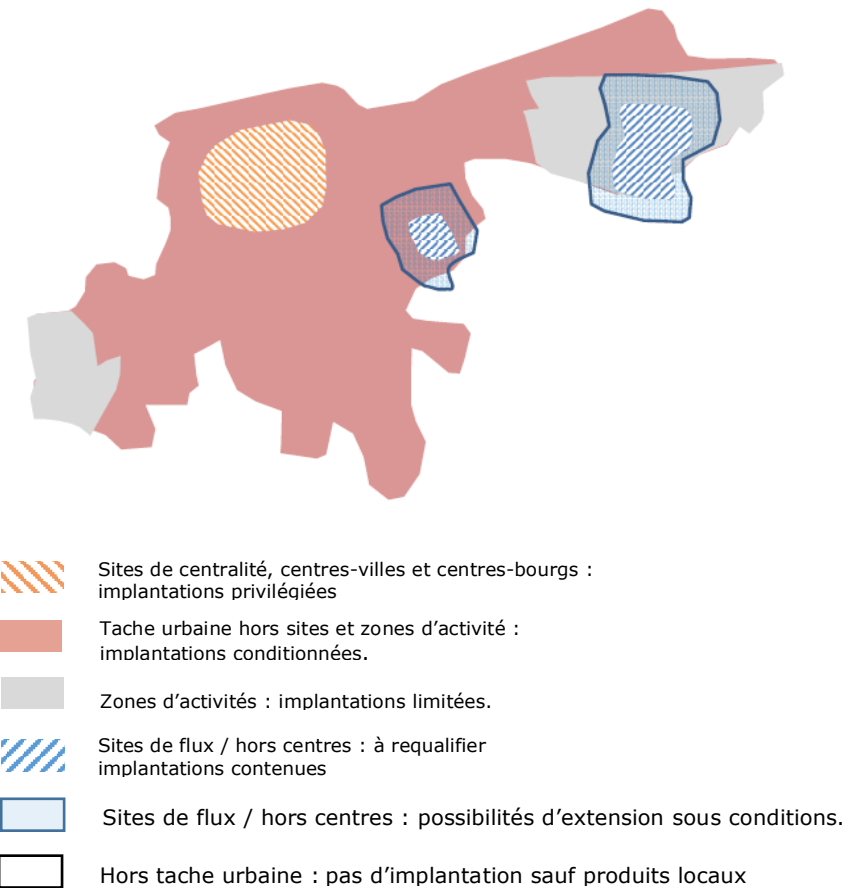 Sites de centralité, centres-villes et centres-bourgs :
implantations privilégiées
Tache urbaine hors sites et zones d’activité :
implantations conditionnées.
Zones d’activités : implantations limitées.
Sites de flux / hors centres : à requalifier
implantations contenues
Sites de flux / hors centres : possibilités d’extension sous conditions.
Hors tache urbaine : pas d’implantation sauf produits locaux